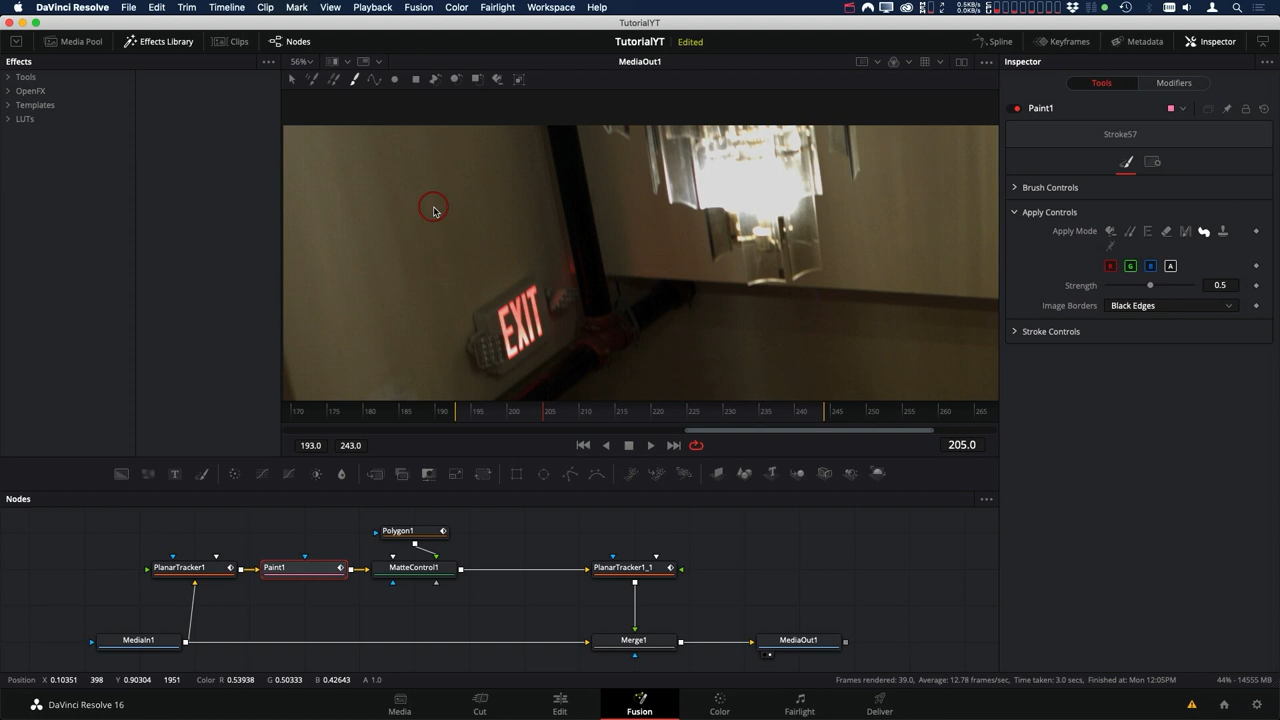 DaVinci Resolve File Edit Trim Timeline Clip Mark View Playback Fusion Color Fairlight Workspace Help 0.5KB/s 0.0KB/s
TutorialYT
Media Pool Effects Library Clips Nodes TutorialYT Edited Spline Keyframes Metadata Inspector
Effects 56% MediaOut1 Inspector
Tools
OpenFX
Templates
LUTs
Tools Modifiers
Paint1
Stroke57
Brush Controls
Apply Controls
Apply Mode
R G B A
Strength 0.5
Image Borders Black Edges
Stroke Controls
EXIT
170 175 180 185 190 195 200 205 210 215 220 225 230 235 240 245 250 255 260 265
193.0 243.0 205.0
Nodes
Polygon1
PlanarTracker1 Paint1 MatteControl1 PlanarTracker1_1
MediaIn1 Merge1 MediaOut1
Position X 0.10351 398 Y 0.90304 1951 Color R 0.53938 G 0.50333 B 0.42643 A 1.0 Frames rendered: 39.0, Average: 12.78 frames/sec, Time taken: 3.0 secs, Finished at: Mon 12:05PM 44% - 14555 MB
DaVinci Resolve 16 Media Cut Edit Fusion Color Fairlight Deliver